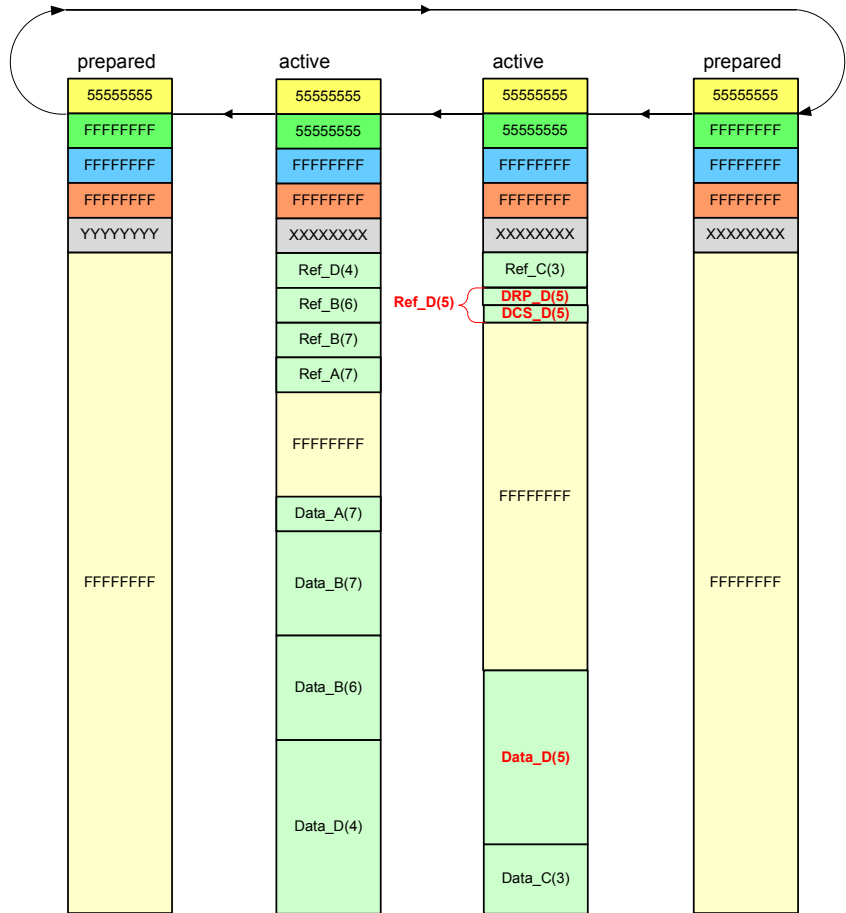 prepared
active
active
prepared
55555555
55555555
55555555
55555555
FFFFFFFF
55555555
55555555
FFFFFFFF
FFFFFFFF
FFFFFFFF
FFFFFFFF
FFFFFFFF
FFFFFFFF
FFFFFFFF
FFFFFFFF
FFFFFFFF
YYYYYYYY
XXXXXXXX
XXXXXXXX
XXXXXXXX
Ref_D(4)
Ref_C(3)
Ref_B(6)
Ref_D(5)
DRP_D(5)
DCS_D(5)
Ref_B(7)
Ref_A(7)
FFFFFFFF
FFFFFFFF
Data_A(7)
FFFFFFFF
Data_B(7)
FFFFFFFF
Data_B(6)
Data_D(5)
Data_D(4)
Data_C(3)